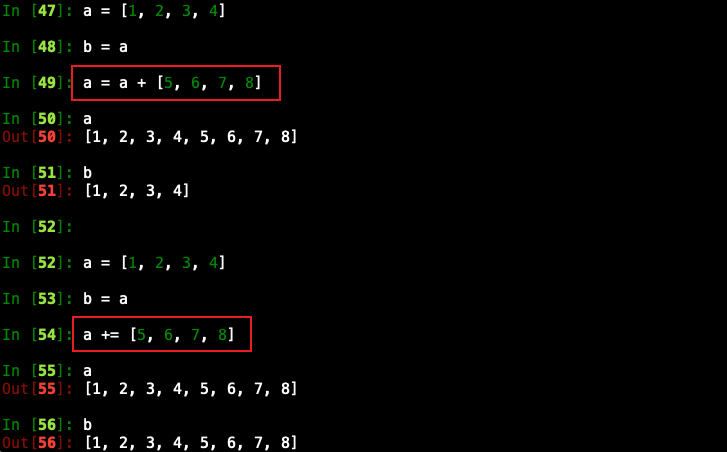 In [47]: a = [1, 2, 3, 4]
In [48]: b = a
In [49]: a = a + [5, 6, 7, 8]
In [50]: a
Out[50]: [1, 2, 3, 4, 5, 6, 7, 8]
In [51]: b
Out[51]: [1, 2, 3, 4]
In [52]:
In [52]: a = [1, 2, 3, 4]
In [53]: b = a
In [54]: a += [5, 6, 7, 8]
In [55]: a
Out[55]: [1, 2, 3, 4, 5, 6, 7, 8]
In [56]: b
Out[56]: [1, 2, 3, 4, 5, 6, 7, 8]